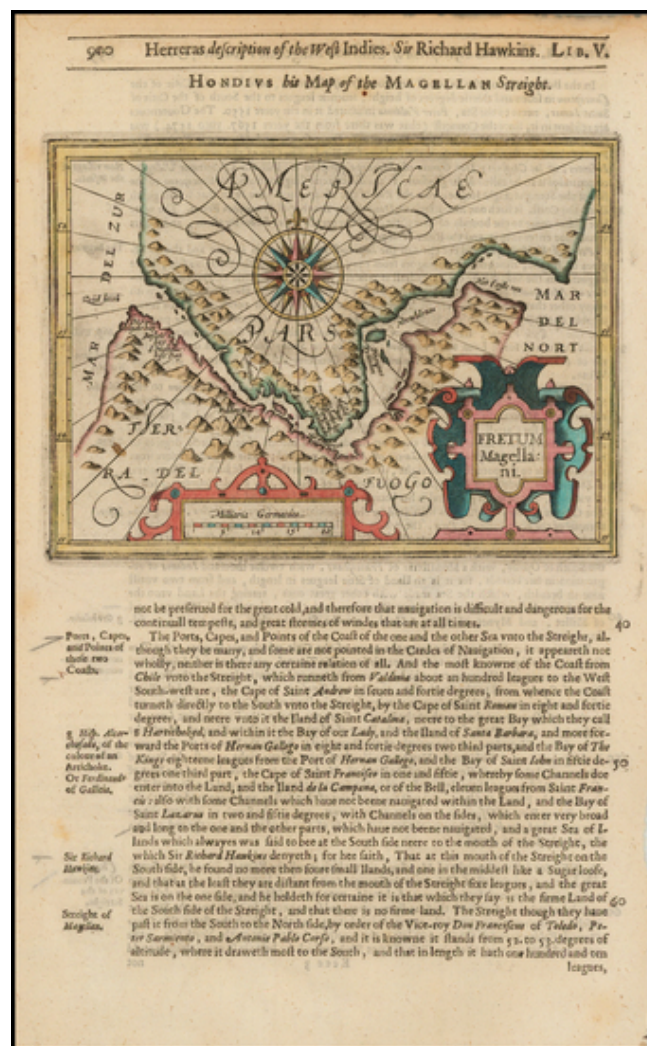 900 Herreras description of the West Indies. Sir Richard Hawkins. LIB. V.
HONDIVS his Map of the MAGELLAN Streight.
AMERICAE
PARS
MAR DEL ZUR
MAR
DEL
NORT
TIER-
RA DEL
FUOGO
FRETUM
Magella:
ni.
Milliaria Germanica
not be preserued for the great cold, and therefore that nauigation is difficult and dangerous for the
continuall tempests, and great stormes of windes that are at all times. 40
Ports, Capes,
and Points of
those two
Coasts.
The Ports, Capes, and Points of the Coast of the one and the other Sea vnto the Streight, al-
though they be many, and some are not pointed in the Cardes of Nauigation, it appeareth not
wholly, neither is there any certaine relation of all. And the most knowne of the Coast from
Chile vnto the Streight, which runneth from Valdiuia about an hundred leagues to the West
South-west are, the Cape of Saint Andrew in seuen and fortie degrees, from whence the Coast
turneth directly to the South vnto the Streight, by the Cape of Saint Roman in eight and fortie
degrees, and neere vnto it the Iland of Saint Catalina, neere to the great Bay which they call
colour of an
Artichoke.
Or Ferdinando
of Gallicia.
and within it the Bay of our Lady, and the Iland of Santa Barbara, and more for-
ward the Ports of Hernan Gallego in eight and fortie degrees two third parts, and the Bay of The
Kings eighteene leagues from the Port of Hernan Gallego, and the Bay of Saint Iohn in fiftie de- 50
grees one third part, the Cape of Saint Francisco in one and fiftie, whereby some Channels doe
enter into the Land, and the Iland de la Campana, or of the Bell, eleuen leagues from Saint Fran-
cis: also with some Channels which haue not beene nauigated within the Land, and the Bay of
Saint Lazarus in two and fiftie degrees, with Channels on the sides, which enter very broad
and long to the one and the other parts, which haue not beene nauigated, and a great Sea of I-
lands which alwayes was said to bee at the South side neere to the mouth of the Streight, the
Sir Richard
Hawkins.
which Sir Richard Hawkins denyeth; for hee saith, That at this mouth of the Streight on the
South side, he found no more then foure small Ilands, and one in the middest like a Sugar loafe,
and that at the least they are distant from the mouth of the Streight sixe leagues, and the great
Sea is on the one side, and he holdeth for certaine it is that which they say is the firme Land of 60
Streight of
Magellan.
the South side of the Streight, and that there is no firme land. The Streight though they haue
past it from the South to the North side, by order of the Vice-roy Don Franciscus of Toledo, Pe-
ter Sarmiento, and Antonie Pablo Corso, and it is knowne it stands from 52. to 53. degrees of
altitude, where it draweth most to the South, and that in length it hath one hundred and ten
leagues,